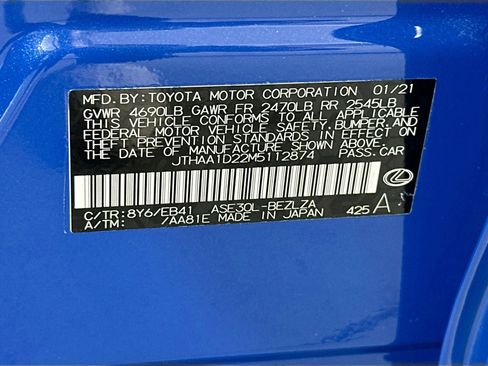 MFD. BY: TOYOTA MOTOR CORPORATION 01/21
GVWR 4690LB GAWR FR 2470LB RR 2545LB
THIS VEHICLE CONFORMS TO ALL APPLICABLE
FEDERAL MOTOR VEHICLE SAFETY, BUMPER, AND
THEFT PREVENTION STANDARDS IN EFFECT ON
THE DATE OF MANUFACTURE SHOWN ABOVE.
JTHAA1D22M5112874 PASS.CAR
C/TR: 8Y6/EB41 ASE30L-BEZLZA
A/TM: /AA81E MADE IN JAPAN 425 A